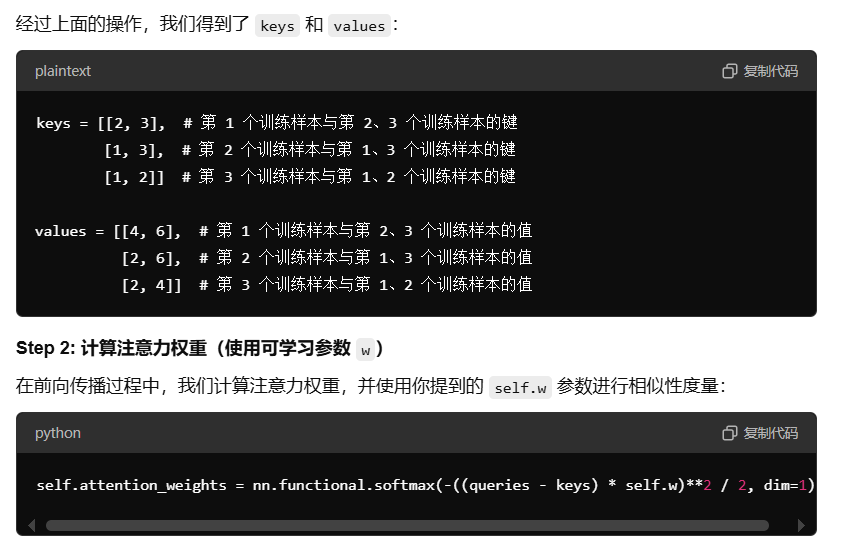 经过上面的操作，我们得到了 keys 和 values：
plaintext 复制代码
keys = [[2, 3],  # 第 1 个训练样本与第 2、3 个训练样本的键
        [1, 3],  # 第 2 个训练样本与第 1、3 个训练样本的键
        [1, 2]]  # 第 3 个训练样本与第 1、2 个训练样本的键
values = [[4, 6],  # 第 1 个训练样本与第 2、3 个训练样本的值
          [2, 6],  # 第 2 个训练样本与第 1、3 个训练样本的值
          [2, 4]]  # 第 3 个训练样本与第 1、2 个训练样本的值
Step 2: 计算注意力权重（使用可学习参数 w）
在前向传播过程中，我们计算注意力权重，并使用你提到的 self.w 参数进行相似性度量：
python 复制代码
self.attention_weights = nn.functional.softmax(-((queries - keys) * self.w)**2 / 2, dim=1)